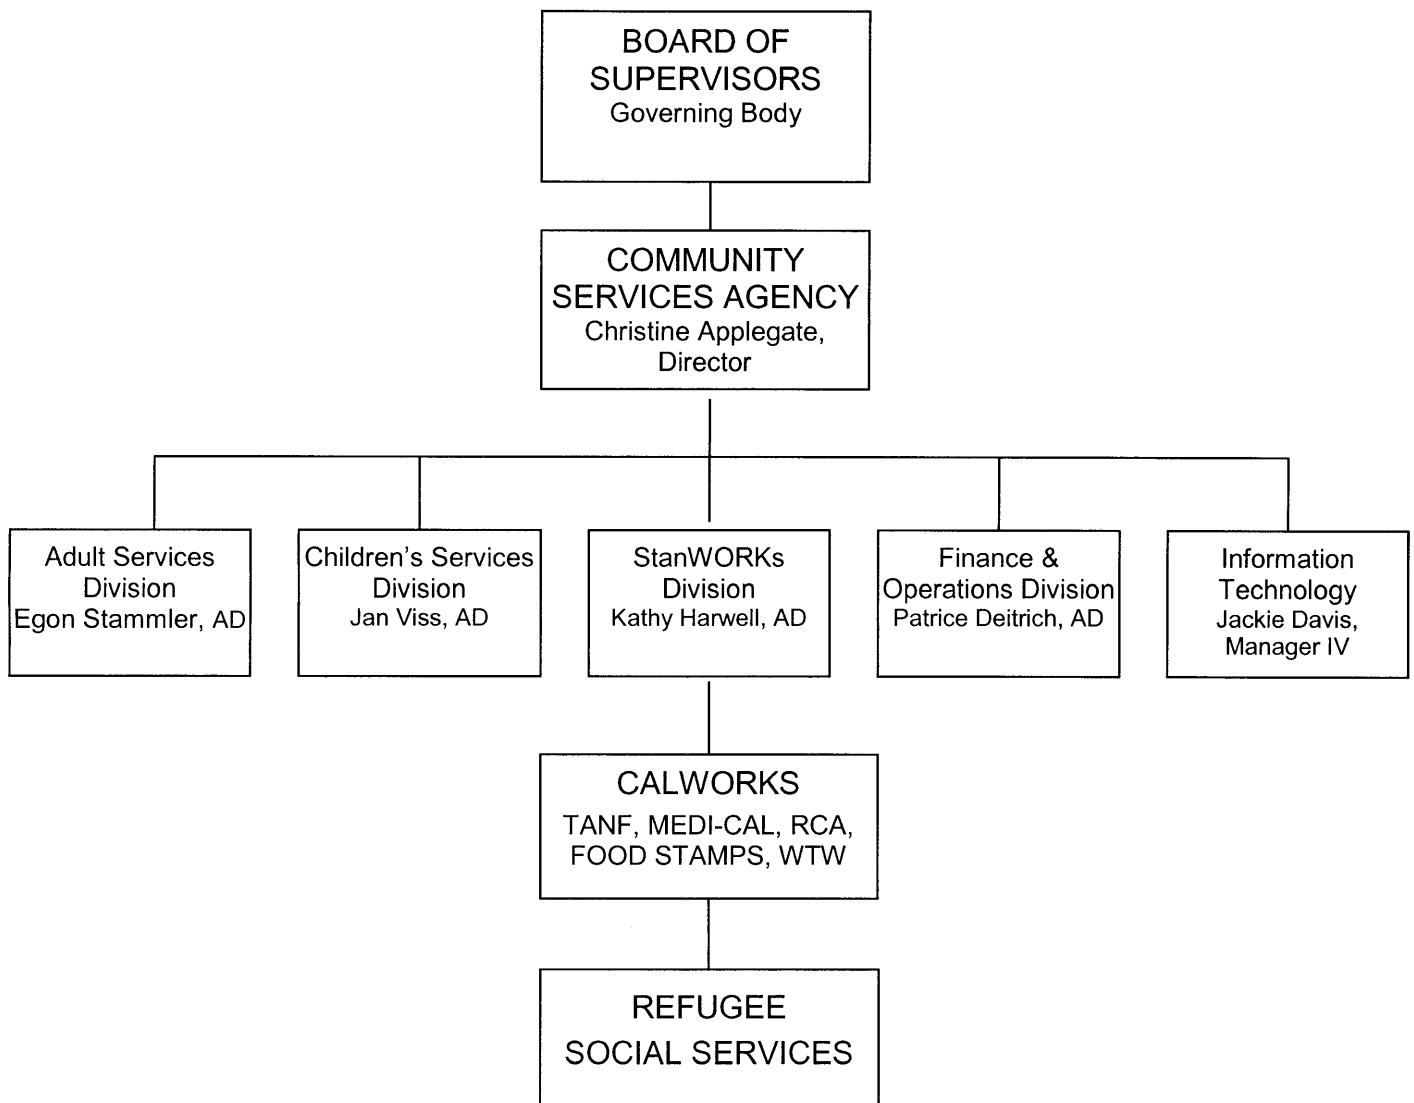 BOARD OF
SUPERVISORS
Governing Body
COMMUNITY
SERVICES AGENCY
Christine Applegate,
Director
Adult Services
Division
Egon Stammler, AD
Children's Services
Division
Jan Viss, AD
StanWORKs
Division
Kathy Harwell, AD
Finance &
Operations Division
Patrice Deitrich, AD
Information
Technology
Jackie Davis,
Manager IV
CALWORKS
TANF, MEDI-CAL, RCA,
FOOD STAMPS, WTW
REFUGEE
SOCIAL SERVICES